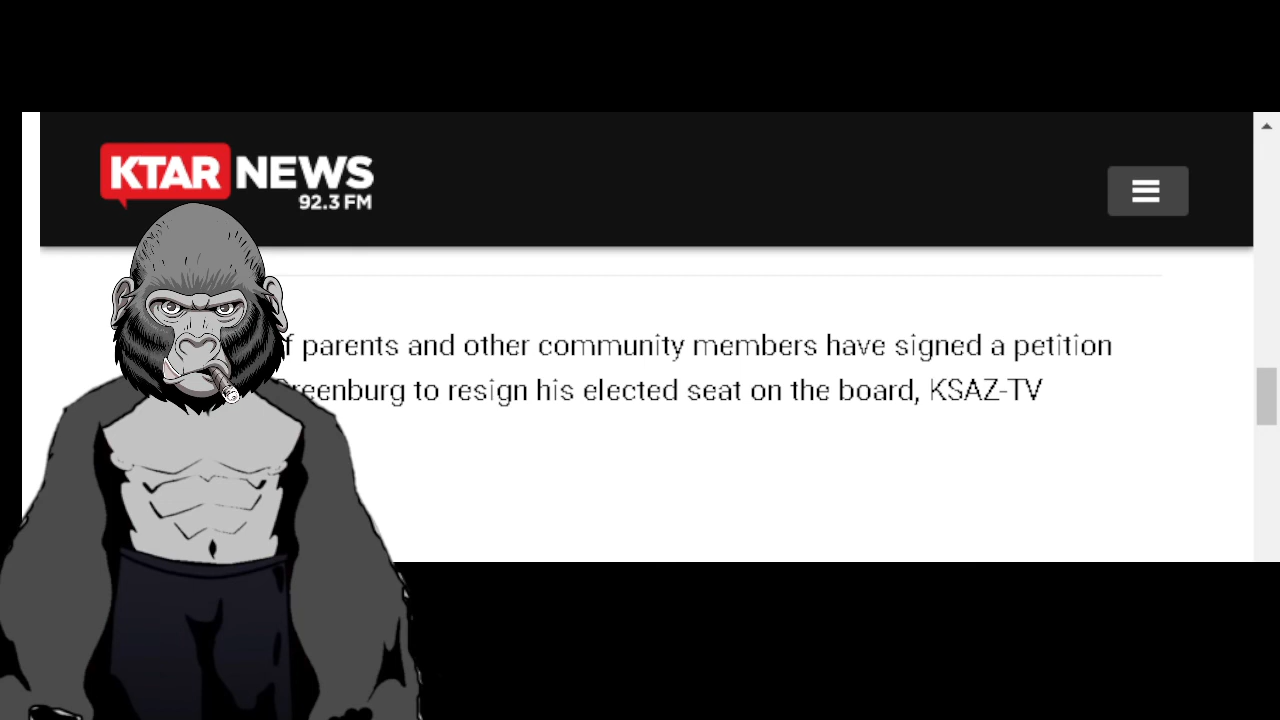 KTAR NEWS
92.3 FM
parents and other community members have signed a petition
to resign his elected seat on the board, KSAZ-TV